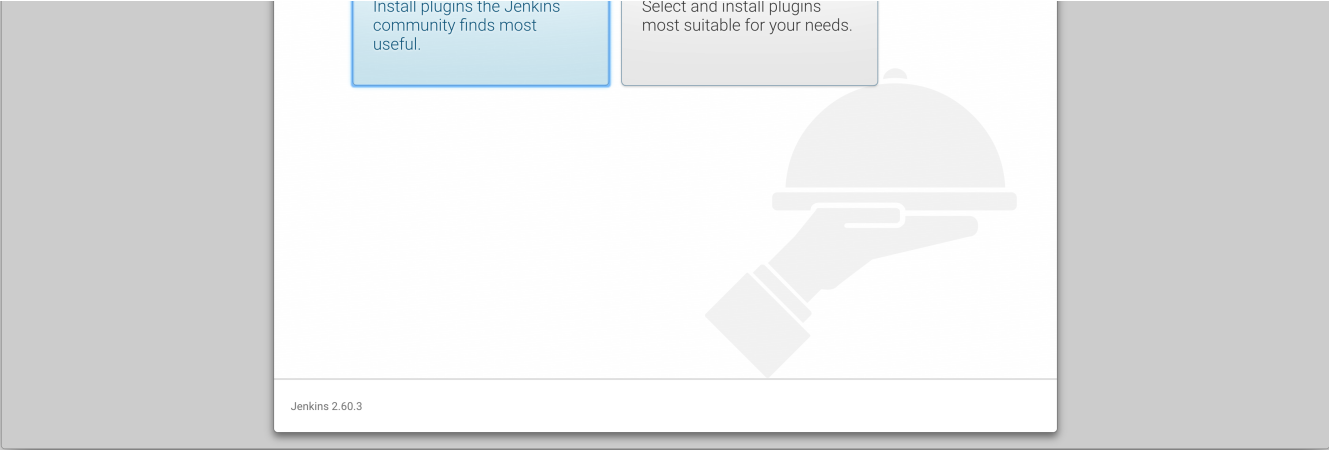 Install plugins the Jenkins
community finds most
useful.
Select and install plugins
most suitable for your needs.
Jenkins 2.60.3